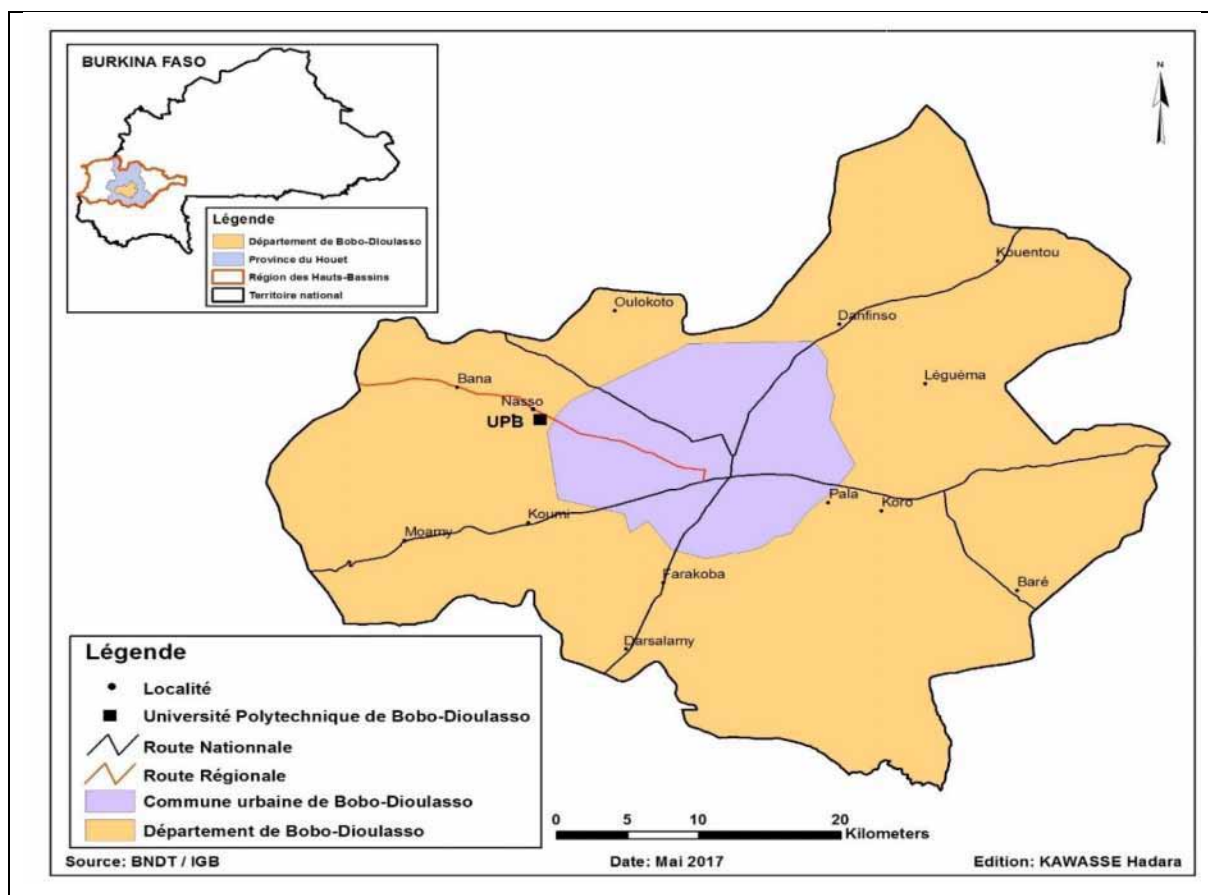 BURKINA FASO
Légende
Département de Bobo-Dioulasso
Province du Houet
Région des Hauts-Bassins
Territoire national
N
Kouentou
Oulokoto
Danfinso
Bana
Léguèma
Nasso
UPB
Pala
Koro
Koumi
Moamy
Farakoba
Baré
Darsalamy
Légende
Localité
Université Polytechnique de Bobo-Dioulasso
Route Nationnale
Route Régionale
Commune urbaine de Bobo-Dioulasso
Département de Bobo-Dioulasso
0 5 10 20
Kilometers
Source: BNDT / IGB
Date: Mai 2017
Edition: KAWASSE Hadara